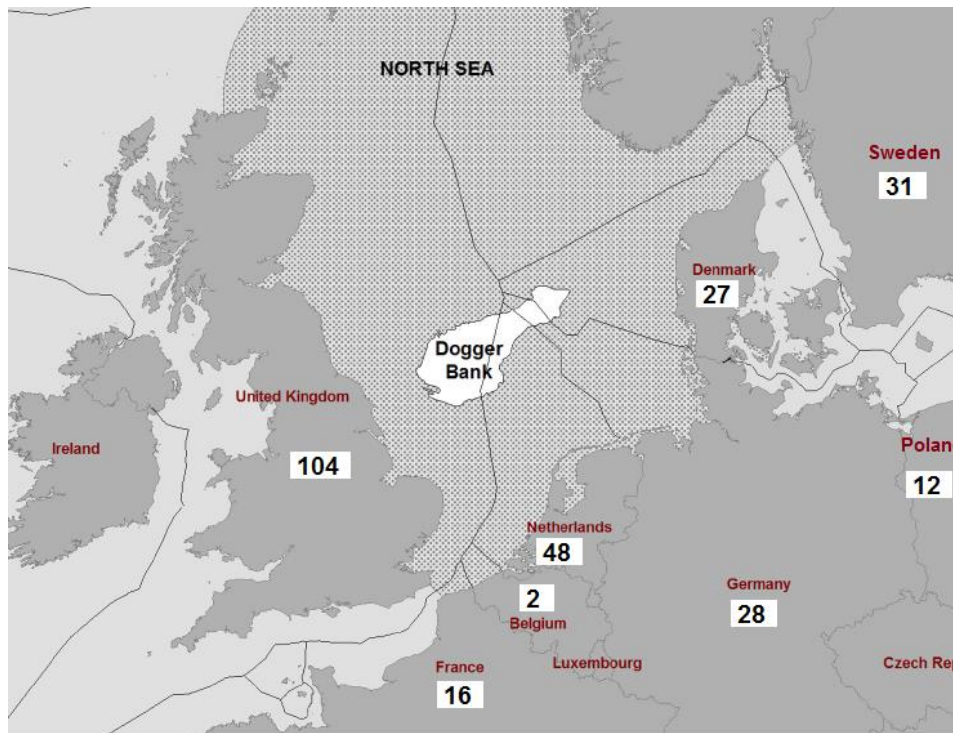 NORTH SEA
Sweden
31
Denmark
27
Dogger
Bank
United Kingdom
Ireland
104
Polan
12
Netherlands
48
Germany
28
2
Belgium
France
16
Luxembourg
Czech Rep